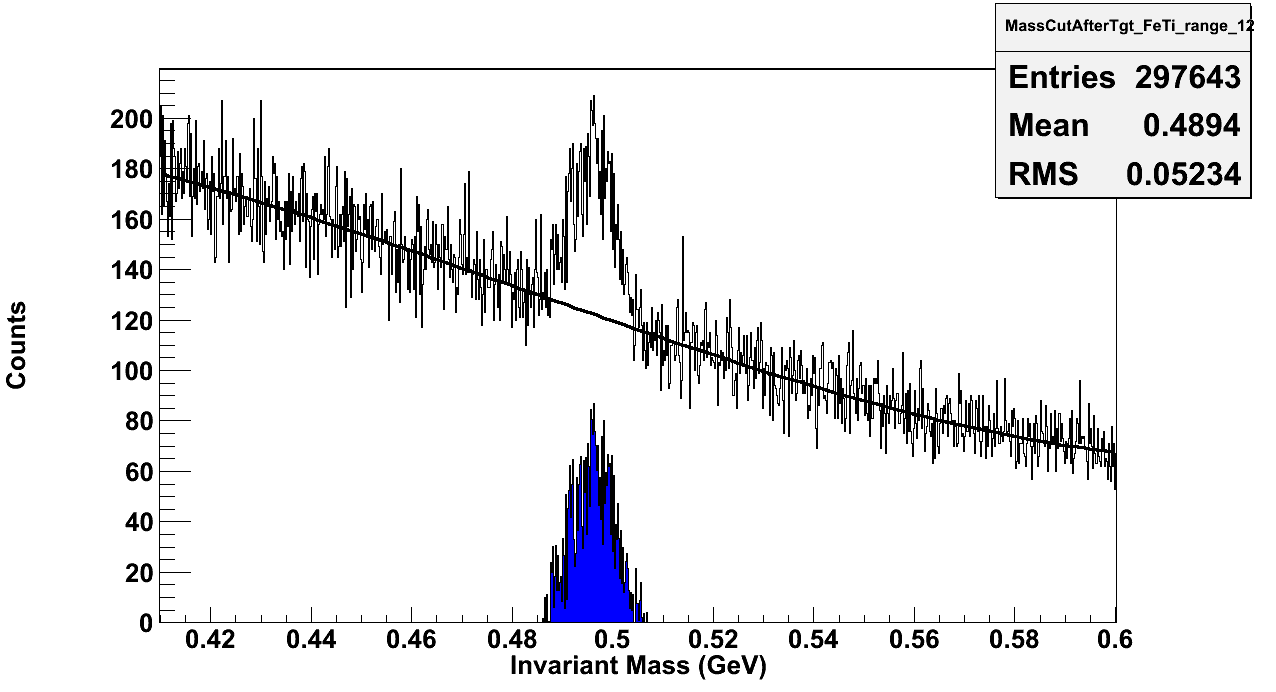 MassCutAfterTgt_FeTi_range_12
Entries 297643
Mean 0.4894
RMS 0.05234
200
180
160
140
120
100
80
60
40
20
0
Counts
0.42 0.44 0.46 0.48 0.5 0.52 0.54 0.56 0.58 0.6
Invariant Mass (GeV)